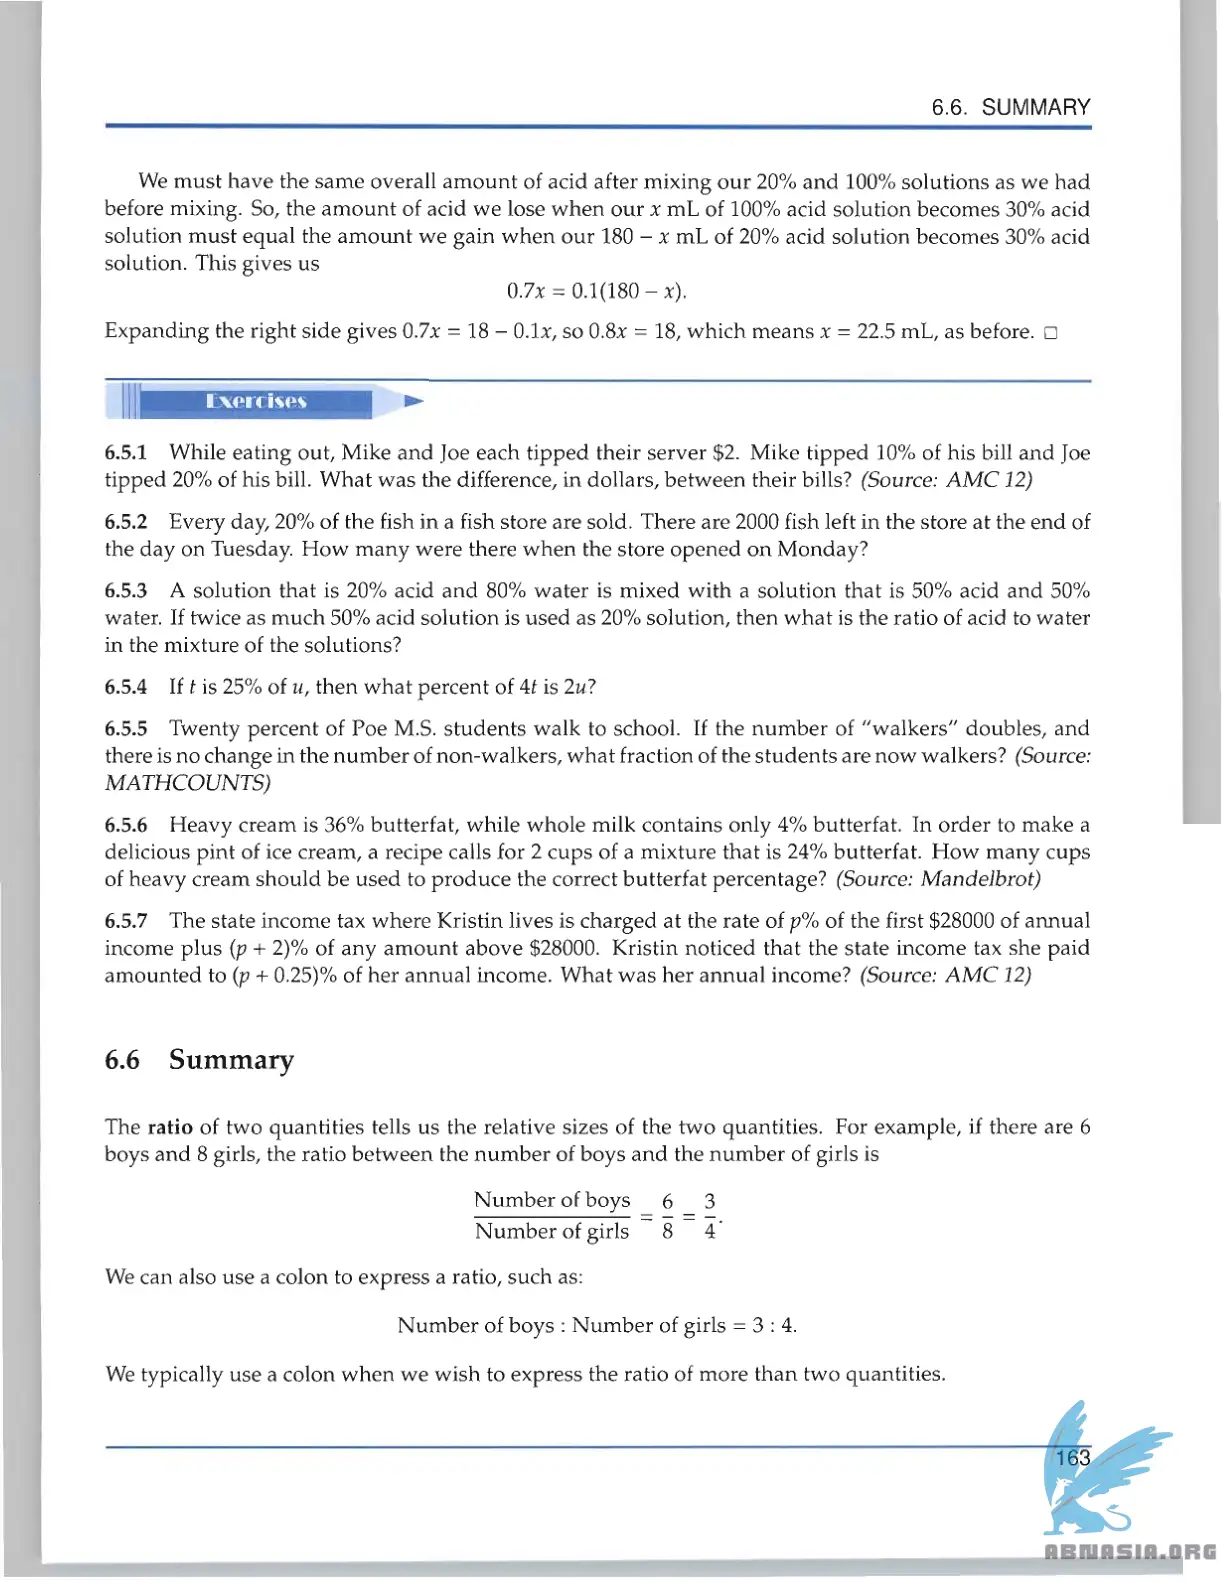 6.6. SUMMARY
We must have the same overall amount of acid after mixing our 20% and 100% solutions as we had
before mixing. So, the amount of acid we lose when our x mL of 100% acid solution becomes 30% acid
solution must equal the amount we gain when our 180 − x mL of 20% acid solution becomes 30% acid
solution. This gives us
0.7x = 0.1(180 − x).
Expanding the right side gives 0.7x = 18 − 0.1x, so 0.8x = 18, which means x = 22.5 mL, as before. □
Exercises
6.5.1 While eating out, Mike and Joe each tipped their server $2. Mike tipped 10% of his bill and Joe
tipped 20% of his bill. What was the difference, in dollars, between their bills? (Source: AMC 12)
6.5.2 Every day, 20% of the fish in a fish store are sold. There are 2000 fish left in the store at the end of
the day on Tuesday. How many were there when the store opened on Monday?
6.5.3 A solution that is 20% acid and 80% water is mixed with a solution that is 50% acid and 50%
water. If twice as much 50% acid solution is used as 20% solution, then what is the ratio of acid to water
in the mixture of the solutions?
6.5.4 If t is 25% of u, then what percent of 4t is 2u?
6.5.5 Twenty percent of Poe M.S. students walk to school. If the number of "walkers" doubles, and
there is no change in the number of non-walkers, what fraction of the students are now walkers? (Source:
MATHCOUNTS)
6.5.6 Heavy cream is 36% butterfat, while whole milk contains only 4% butterfat. In order to make a
delicious pint of ice cream, a recipe calls for 2 cups of a mixture that is 24% butterfat. How many cups
of heavy cream should be used to produce the correct butterfat percentage? (Source: Mandelbrot)
6.5.7 The state income tax where Kristin lives is charged at the rate of p% of the first $28000 of annual
income plus (p + 2)% of any amount above $28000. Kristin noticed that the state income tax she paid
amounted to (p + 0.25)% of her annual income. What was her annual income? (Source: AMC 12)
6.6 Summary
The ratio of two quantities tells us the relative sizes of the two quantities. For example, if there are 6
boys and 8 girls, the ratio between the number of boys and the number of girls is
Number of boys / Number of girls = 6/8 = 3/4.
We can also use a colon to express a ratio, such as:
Number of boys : Number of girls = 3 : 4.
We typically use a colon when we wish to express the ratio of more than two quantities.
163
ABNASIA.ORG